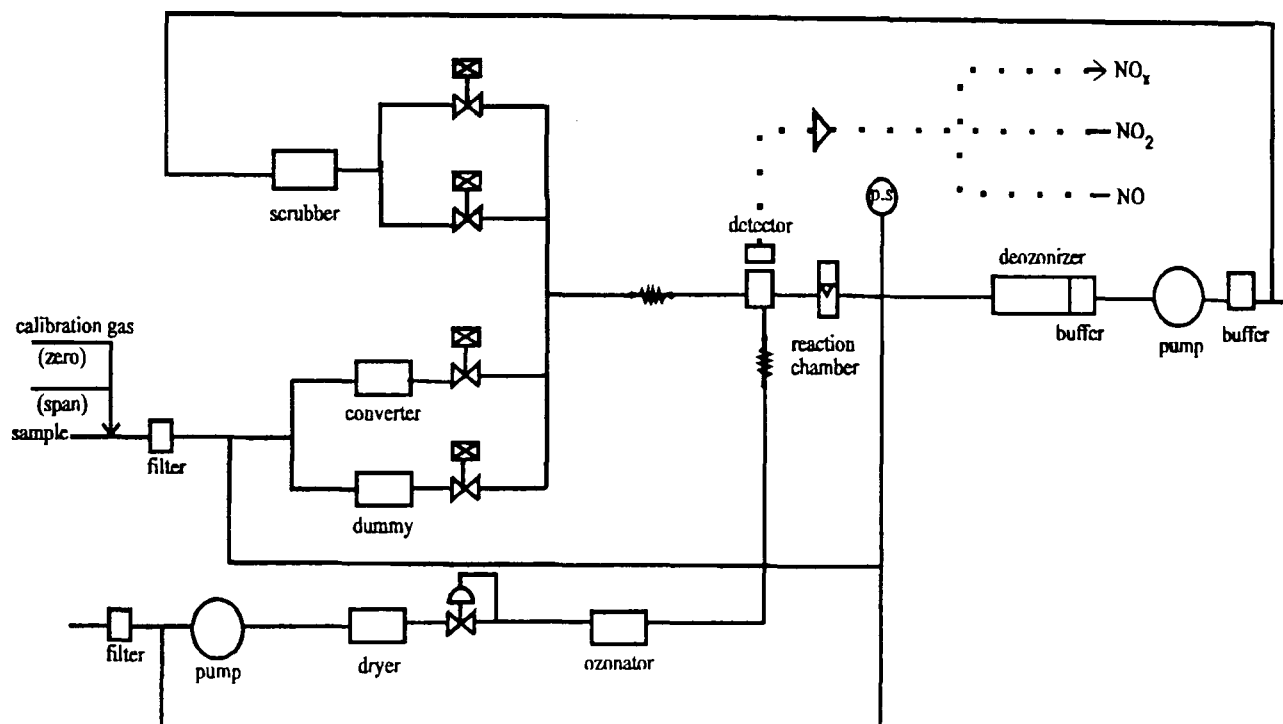 NOx
NO2
NO
p.s
scrubber
detector
deozonizer
buffer
pump
buffer
reaction
chamber
calibration gas
(zero)
(span)
sample
filter
converter
dummy
filter
pump
dryer
ozonator